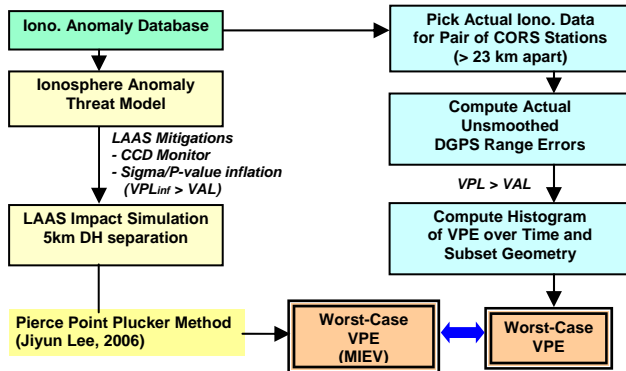 Iono. Anomaly Database
Pick Actual Iono. Data
for Pair of CORS Stations
(> 23 km apart)
Ionosphere Anomaly
Threat Model
LAAS Mitigations
- CCD Monitor
- Sigma/P-value inflation
(VPLinf > VAL)
Compute Actual
Unsmoothed
DGPS Range Errors
VPL > VAL
LAAS Impact Simulation
5km DH separation
Compute Histogram
of VPE over Time and
Subset Geometry
Pierce Point Plucker Method
(Jiyun Lee, 2006)
Worst-Case
VPE
(MIEV)
Worst-Case
VPE